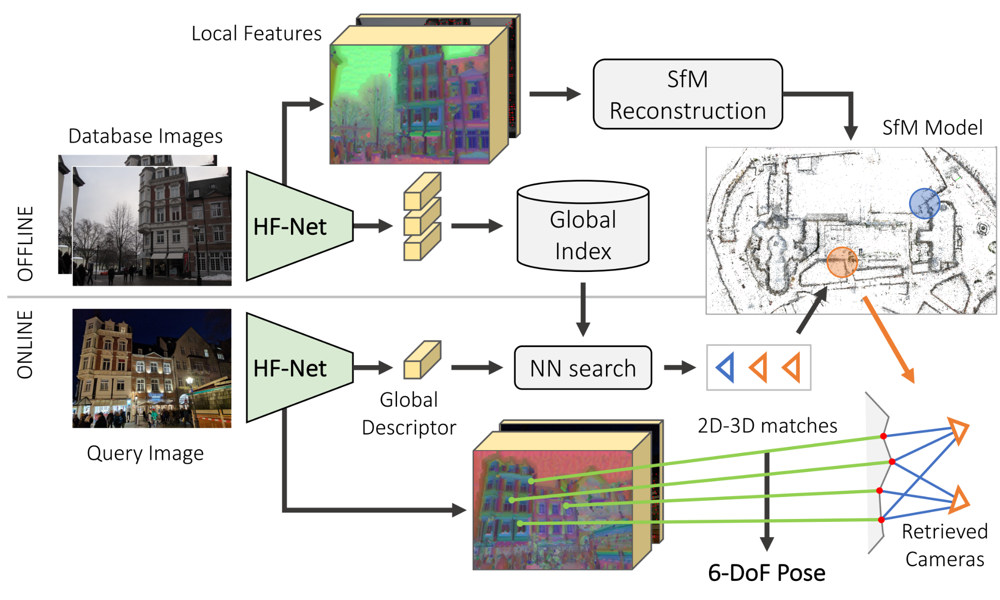 Local Features
SfM
Reconstruction
SfM Model
Database Images
OFFLINE
HF-Net
Global
Index
ONLINE
HF-Net
Global
Descriptor
NN search
Query Image
2D-3D matches
Retrieved
Cameras
6-DoF Pose